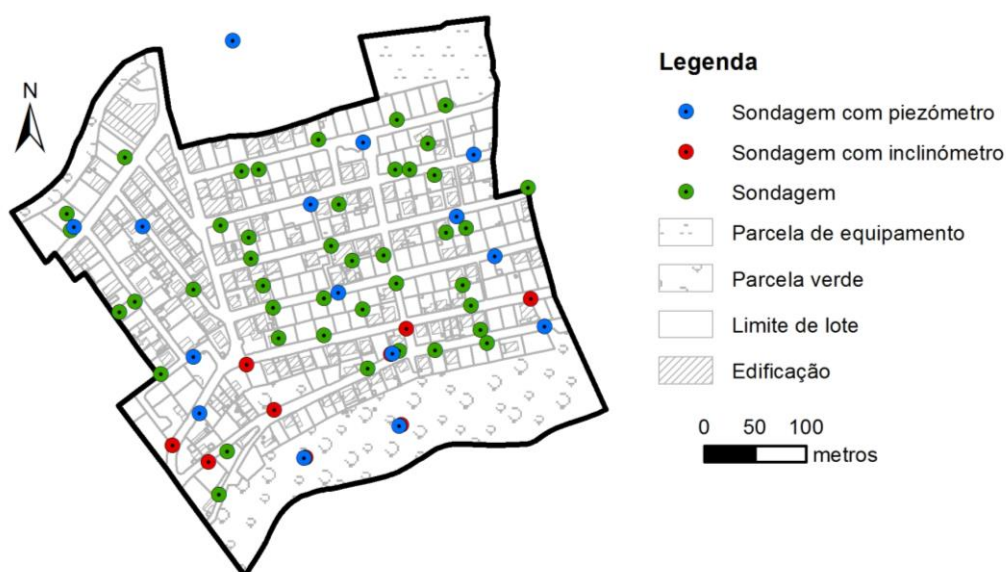 N
Legenda
Sondagem com piezómetro
Sondagem com inclinómetro
Sondagem
Parcela de equipamento
Parcela verde
Limite de lote
Edificação
0 50 100
metros